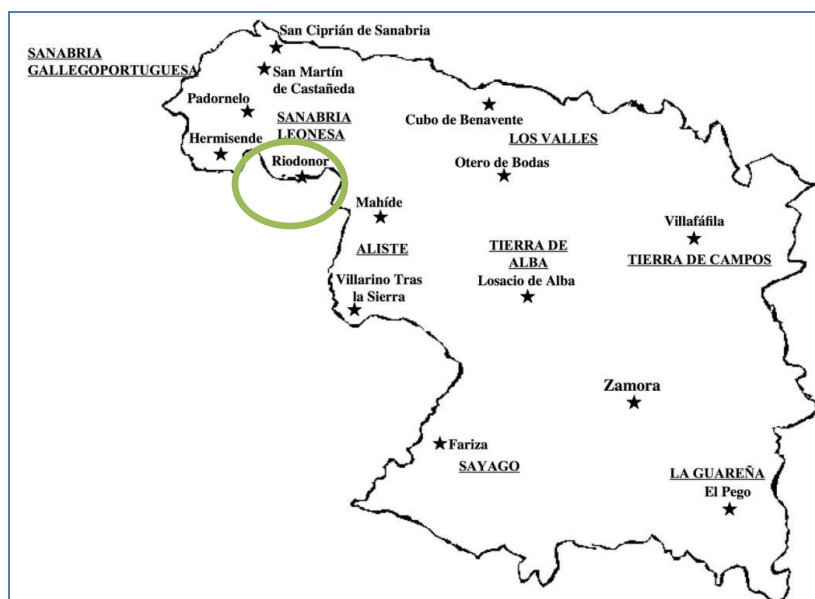 San Ciprián de Sanabria
SANABRIA
GALLEGOPORTUGUESA
San Martín
de Castañeda
Padornelo
Cubo de Benavente
SANABRIA
LEONESA
LOS VALLES
Hermisende
Riodonor
Otero de Bodas
Mahíde
Villafáfila
ALISTE
TIERRA DE
ALBA
TIERRA DE CAMPOS
Villarino Tras
la Sierra
Losacio de Alba
Zamora
Fariza
SAYAGO
LA GUAREÑA
El Pego